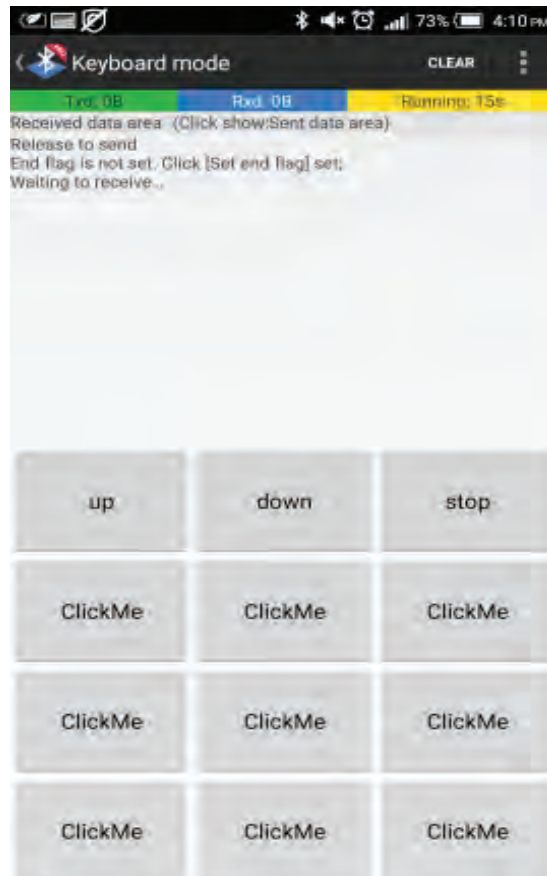 73% 4:10 PM
Keyboard mode CLEAR
Txd: 0B Rxd: 0B Running: 15s
Received data area (Click show:Sent data area)
Release to send
End flag is not set. Click [Set end flag] set;
Waiting to receive...
up down stop
ClickMe ClickMe ClickMe
ClickMe ClickMe ClickMe
ClickMe ClickMe ClickMe